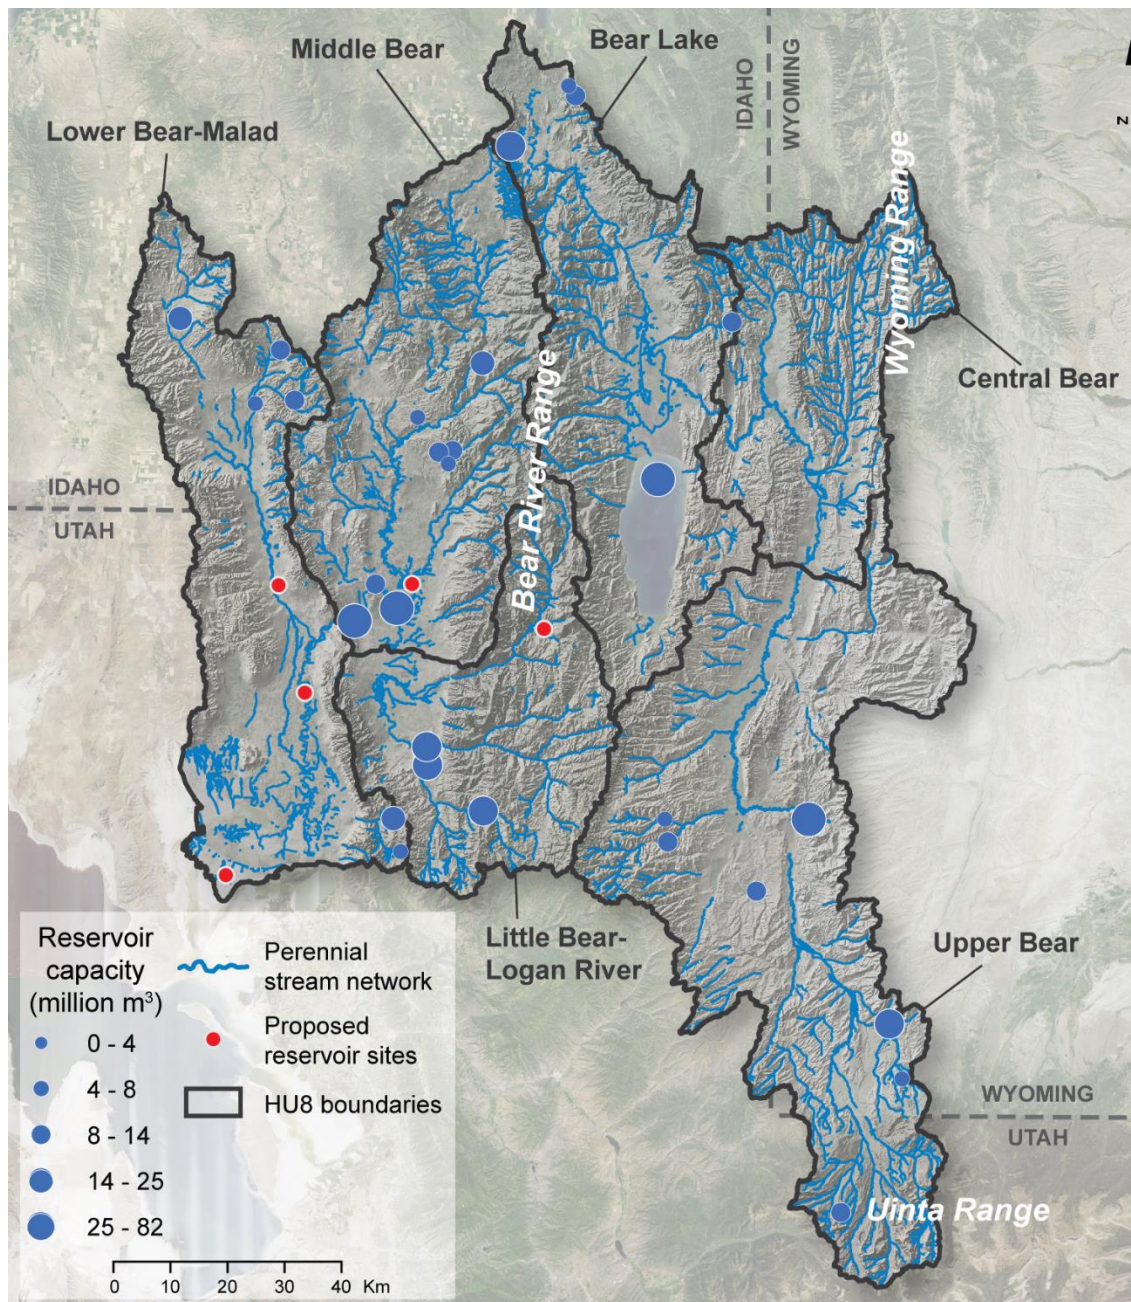 Middle Bear
Bear Lake
Lower Bear-Malad
IDAHO
WYOMING
Wyoming Range
z
Central Bear
Bear River Range
IDAHO
UTAH
Little Bear-
Logan River
Upper Bear
WYOMING
UTAH
Uinta Range
Reservoir
capacity
(million m³)
0 - 4
4 - 8
8 - 14
14 - 25
25 - 82
Perennial
stream network
Proposed
reservoir sites
HU8 boundaries
0 10 20 30 40 Km